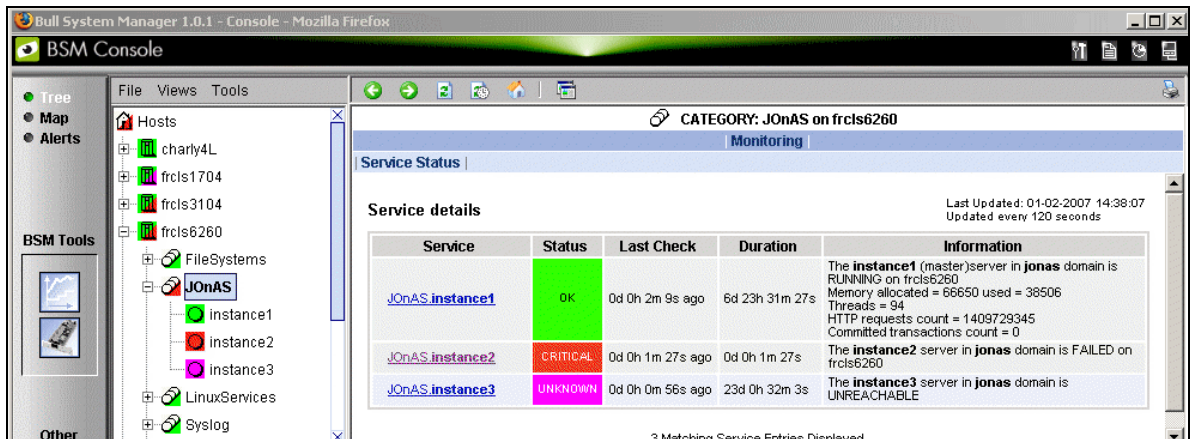 Bull System Manager 1.0.1 - Console - Mozilla Firefox
BSM Console
Tree
Map
Alerts
BSM Tools
Other
File Views Tools
Hosts
charly4L
frcls1704
frcls3104
frcls6260
FileSystems
JOnAS
instance1
instance2
instance3
LinuxServices
Syslog
CATEGORY: JOnAS on frcls6260
| Monitoring |
| Service Status |
Service details
Last Updated: 01-02-2007 14:38:07
Updated every 120 seconds
Service Status Last Check Duration Information
JOnAS.instance1 OK 0d 0h 2m 9s ago 6d 23h 31m 27s
The instance1 (master)server in jonas domain is
RUNNING on frcls6260
Memory allocated = 66650 used = 38506
Threads = 94
HTTP requests count = 1409729345
Committed transactions count = 0
JOnAS.instance2 CRITICAL 0d 0h 1m 27s ago 0d 0h 1m 27s
The instance2 server in jonas domain is FAILED on
frcls6260
JOnAS.instance3 UNKNOWN 0d 0h 0m 56s ago 23d 0h 32m 3s
The instance3 server in jonas domain is
UNREACHABLE
3 Matching Service Entries Displayed